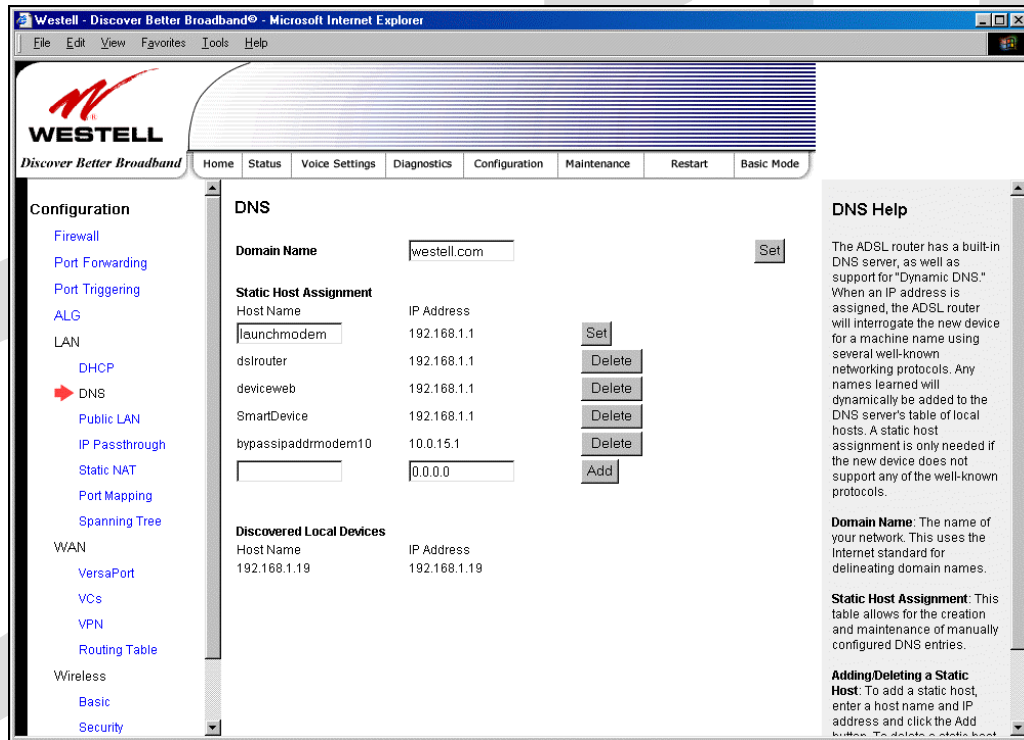 Westell - Discover Better Broadband® - Microsoft Internet Explorer
File Edit View Favorites Tools Help
WESTELL
Discover Better Broadband
Home Status Voice Settings Diagnostics Configuration Maintenance Restart Basic Mode
Configuration
Firewall
Port Forwarding
Port Triggering
ALG
LAN
DHCP
DNS
Public LAN
IP Passthrough
Static NAT
Port Mapping
Spanning Tree
WAN
VersaPort
VCs
VPN
Routing Table
Wireless
Basic
Security
DNS
Domain Name westell.com Set
Static Host Assignment
Host Name IP Address
launchmodem 192.168.1.1 Set
dslrouter 192.168.1.1 Delete
deviceweb 192.168.1.1 Delete
SmartDevice 192.168.1.1 Delete
bypassipaddrmodem10 10.0.15.1 Delete
0.0.0.0 Add
Discovered Local Devices
Host Name IP Address
192.168.1.19 192.168.1.19
DNS Help
The ADSL router has a built-in
DNS server, as well as
support for "Dynamic DNS."
When an IP address is
assigned, the ADSL router
will interrogate the new device
for a machine name using
several well-known
networking protocols. Any
names learned will
dynamically be added to the
DNS server's table of local
hosts. A static host
assignment is only needed if
the new device does not
support any of the well-known
protocols.
Domain Name: The name of
your network. This uses the
Internet standard for
delineating domain names.
Static Host Assignment: This
table allows for the creation
and maintenance of manually
configured DNS entries.
Adding/Deleting a Static
Host: To add a static host,
enter a host name and IP
address and click the Add
button. To delete a static host